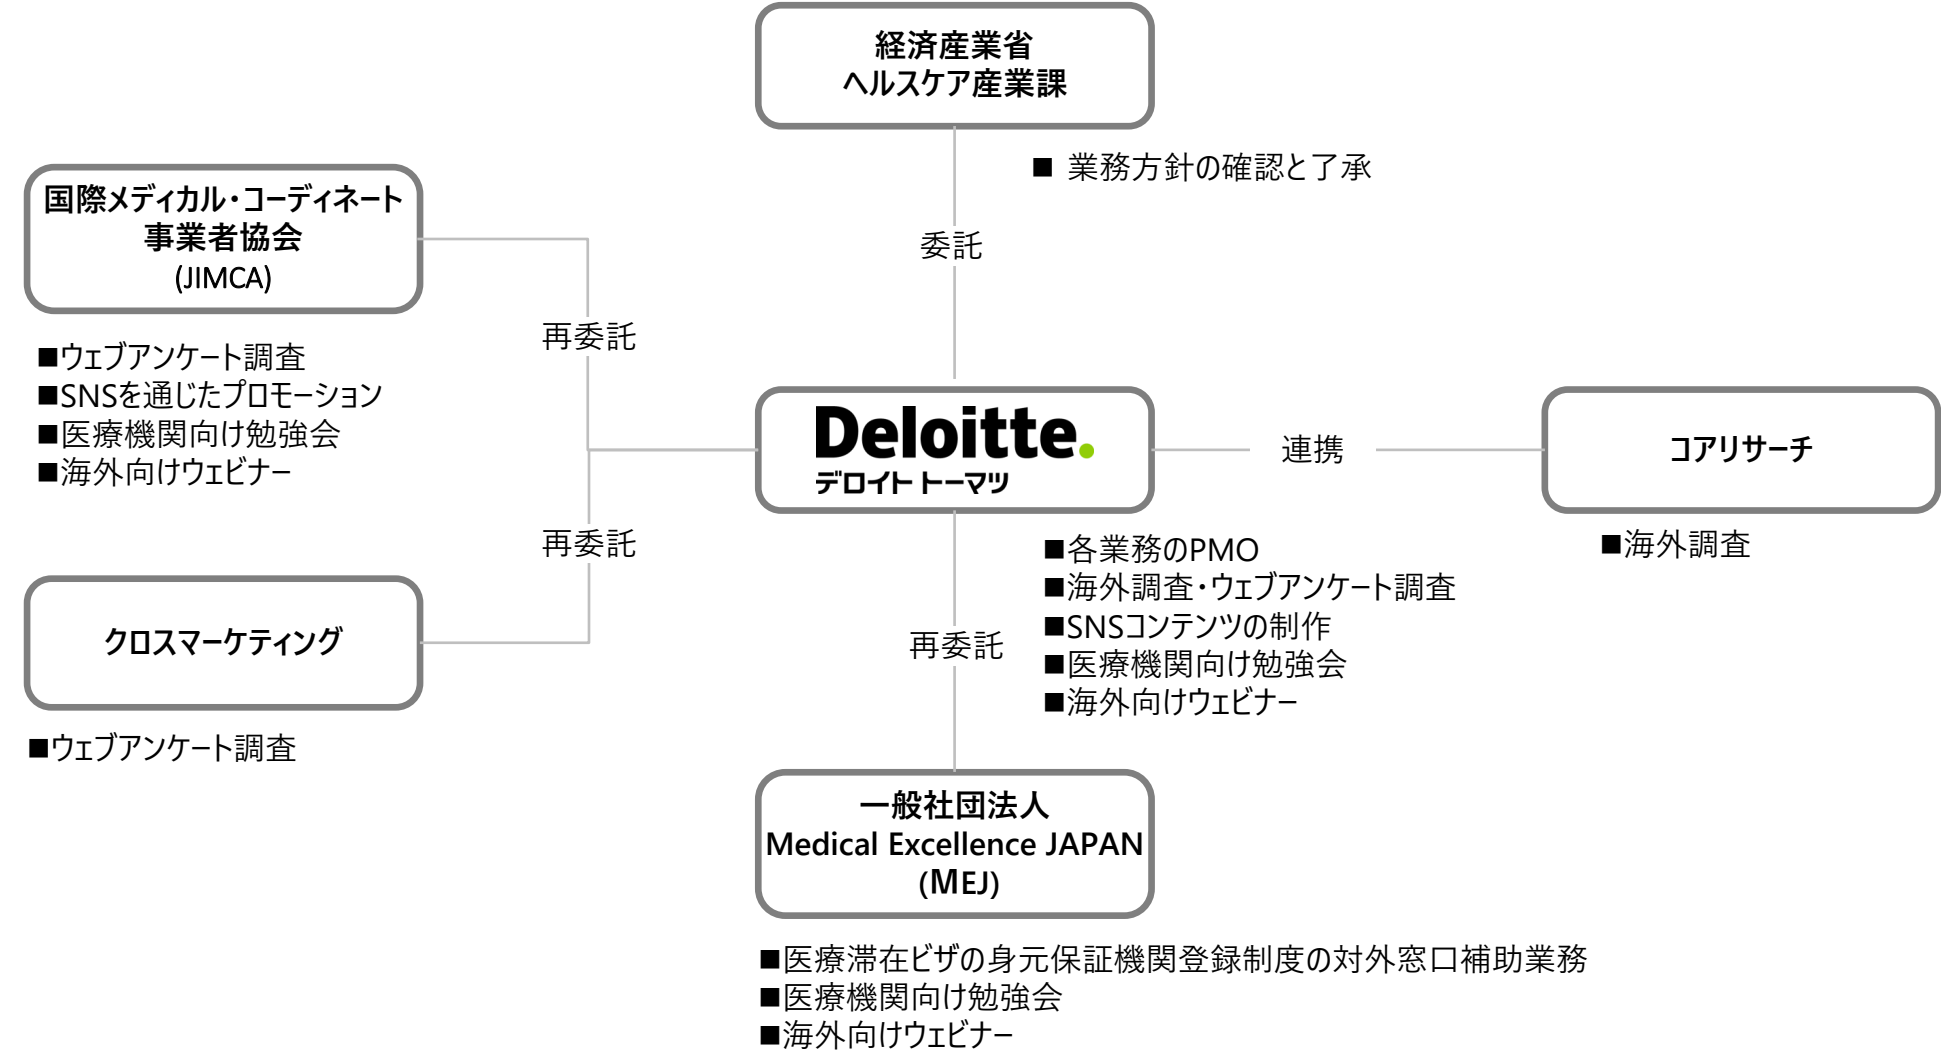 経済産業省
ヘルスケア産業課
■ 業務方針の確認と了承
委託
国際メディカル・コーディネート
事業者協会
(JIMCA)
■ウェブアンケート調査
■SNSを通じたプロモーション
■医療機関向け勉強会
■海外向けウェビナー
再委託
Deloitte.
デロイト トーマツ
連携
コアリサーチ
■海外調査
再委託
■各業務のPMO
■海外調査・ウェブアンケート調査
■SNSコンテンツの制作
■医療機関向け勉強会
■海外向けウェビナー
クロスマーケティング
■ウェブアンケート調査
再委託
一般社団法人
Medical Excellence JAPAN
(MEJ)
■医療滞在ビザの身元保証機関登録制度の対外窓口補助業務
■医療機関向け勉強会
■海外向けウェビナー